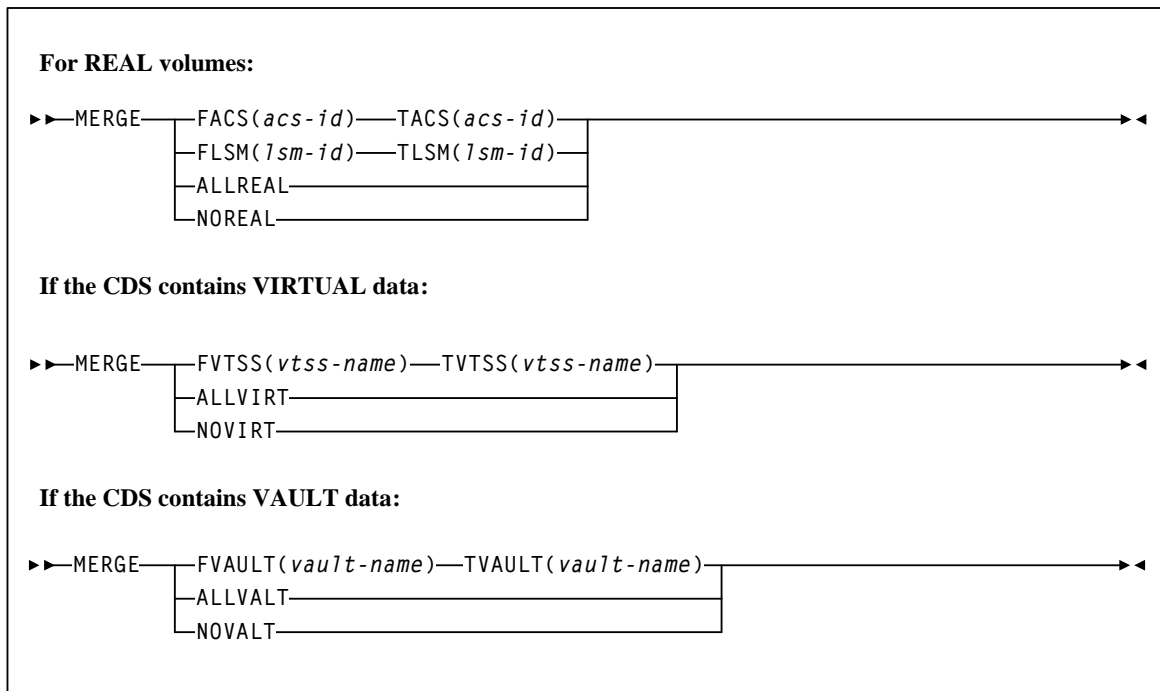 For REAL volumes:
MERGE FACS(acs-id) TACS(acs-id)
FLSM(lsm-id) TLSM(lsm-id)
ALLREAL
NOREAL
If the CDS contains VIRTUAL data:
MERGE FVTSS(vtss-name) TVTSS(vtss-name)
ALLVIRT
NOVIRT
If the CDS contains VAULT data:
MERGE FVAULT(vault-name) TVAULT(vault-name)
ALLVALT
NOVALT